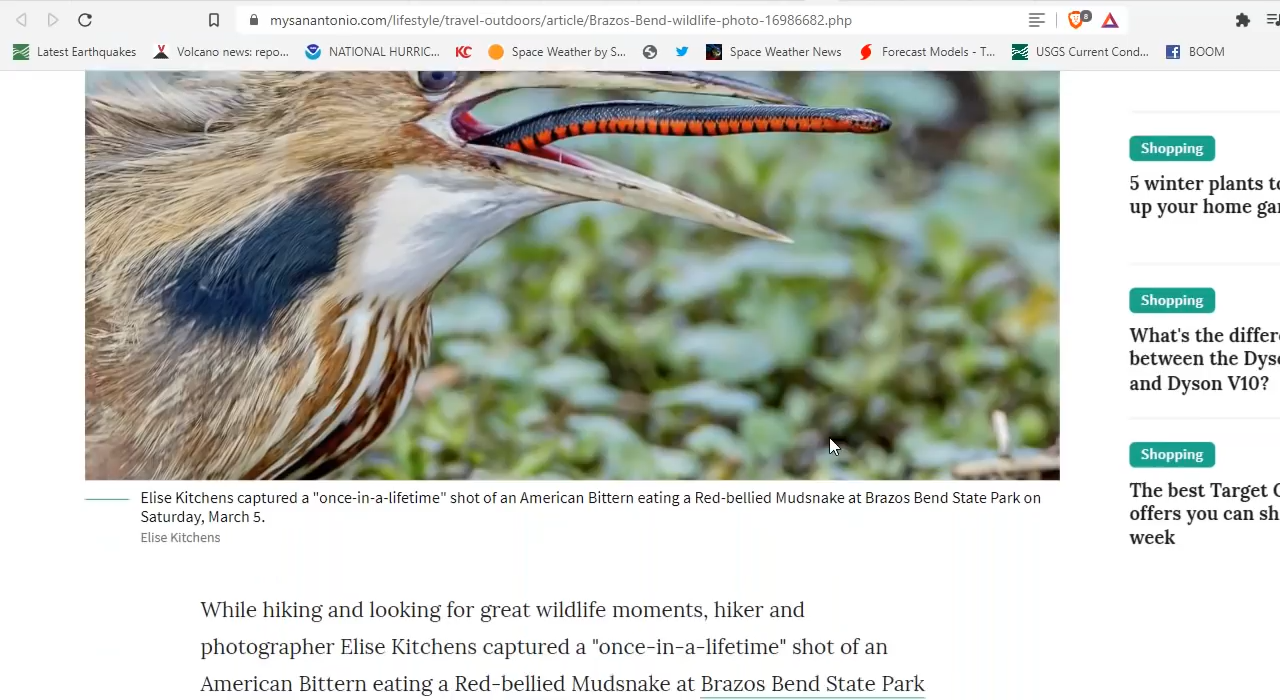 mysanantonio.com/lifestyle/travel-outdoors/article/Brazos-Bend-wildlife-photo-16986682.php
8
Latest Earthquakes
Volcano news: repo...
NATIONAL HURRIC...
KC
Space Weather by S...
Space Weather News
Forecast Models - T...
USGS Current Cond...
BOOM
Shopping
5 winter plants to
up your home gar
Shopping
What's the differe
between the Dyso
and Dyson V10?
Shopping
The best Target C
offers you can sh
week
Elise Kitchens captured a "once-in-a-lifetime" shot of an American Bittern eating a Red-bellied Mudsnake at Brazos Bend State Park on
Saturday, March 5.
Elise Kitchens
While hiking and looking for great wildlife moments, hiker and
photographer Elise Kitchens captured a "once-in-a-lifetime" shot of an
American Bittern eating a Red-bellied Mudsnake at Brazos Bend State Park